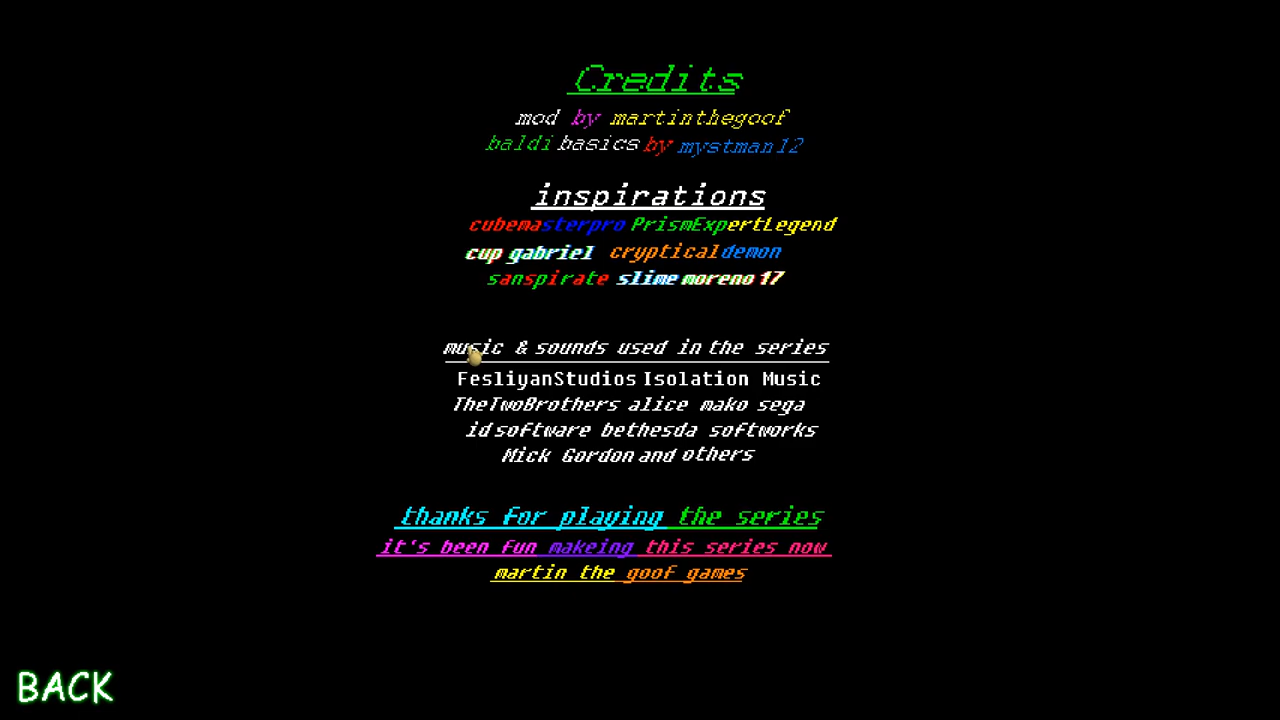 Credits
mod by martinthegoof
baldi basics by mystman12
inspirations
cubemasterpro PrismExpertLegend
cup gabriel crypticaldemon
sanspirate slime moreno 17
music & sounds used in the series
FesliyanStudios Isolation Music
TheTwoBrothers alice mako sega
id software bethesda softworks
Mick Gordon and others
thanks for playing the series
it's been fun makeing this series now
martin the goof games
BACK